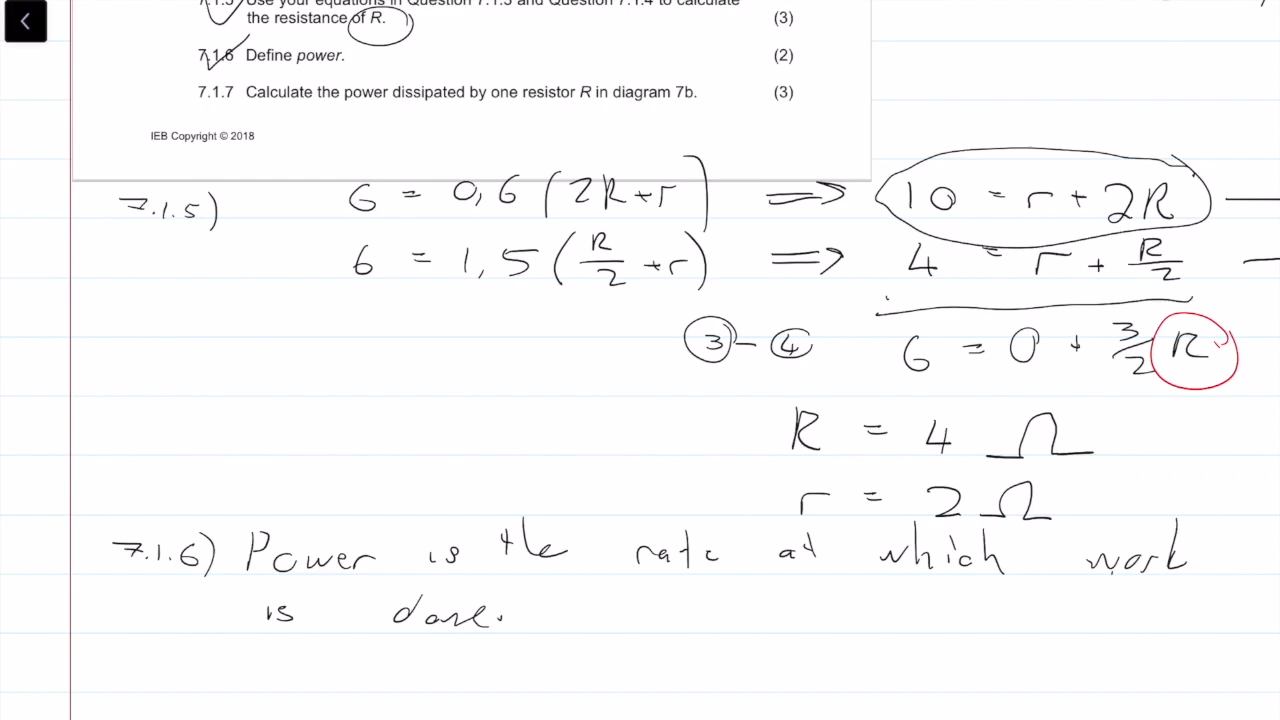 7.1.5 Use your equations in Question 7.1.3 and Question 7.1.4 to calculate
the resistance of R. (3)
7.1.6 Define power. (2)
7.1.7 Calculate the power dissipated by one resistor R in diagram 7b. (3)
IEB Copyright © 2018
7.1.5) 6 = 0,6 (2R+r) ⟹ 10 = r + 2R
6 = 1,5 (R/2 + r) ⟹ 4 = r + R/2
③ - ④ 6 = 0 + 3/2 R
R = 4 Ω
r = 2 Ω
7.1.6) Power is the rate at which work
is done.